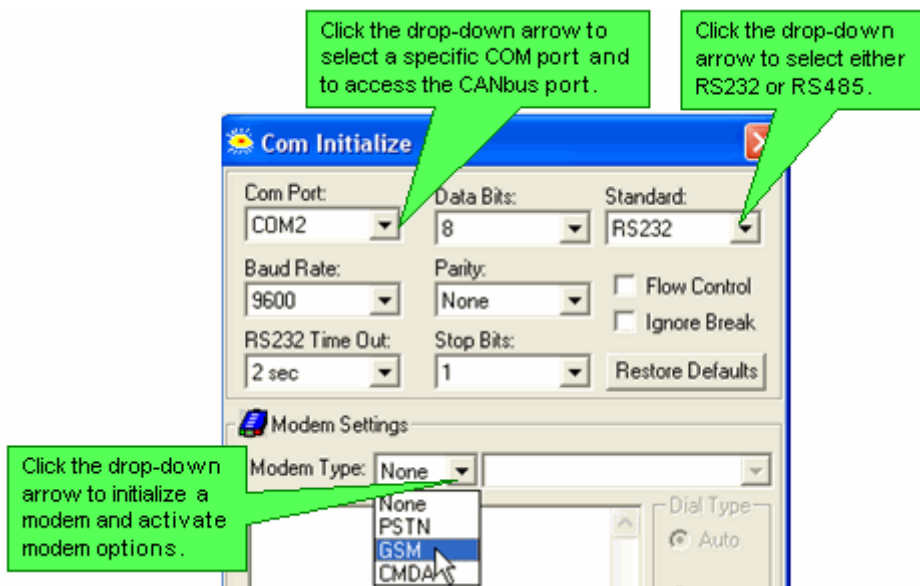 Click the drop-down arrow to
select a specific COM port and
to access the CANbus port.
Click the drop-down
arrow to select either
RS232 or RS485.
Com Initialize
Com Port:
Data Bits:
Standard:
COM2
8
RS232
Baud Rate:
Parity:
Flow Control
9600
None
Ignore Break
RS232 Time Out:
Stop Bits:
2 sec
1
Restore Defaults
Modem Settings
Click the drop-down
arrow to initialize a
modem and activate
modem options.
Modem Type:
None
None
PSTN
GSM
CMDA
Dial Type
Auto